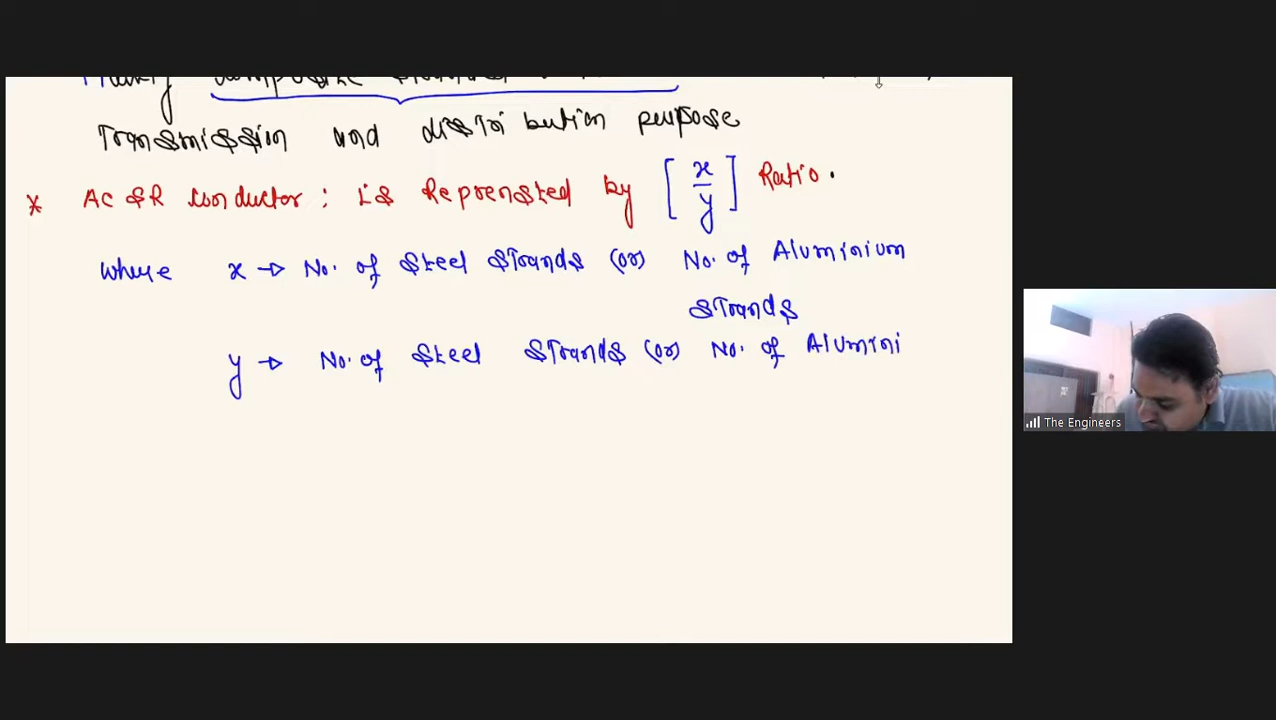 Transmission and distribution purpose
* ACSR conductor : is Reprensted by [x/y] Ratio.
where x → No. of Steel Strands (or) No. of Aluminium
Strands
y → No. of Steel Strands (or) No. of Alumini
The Engineers